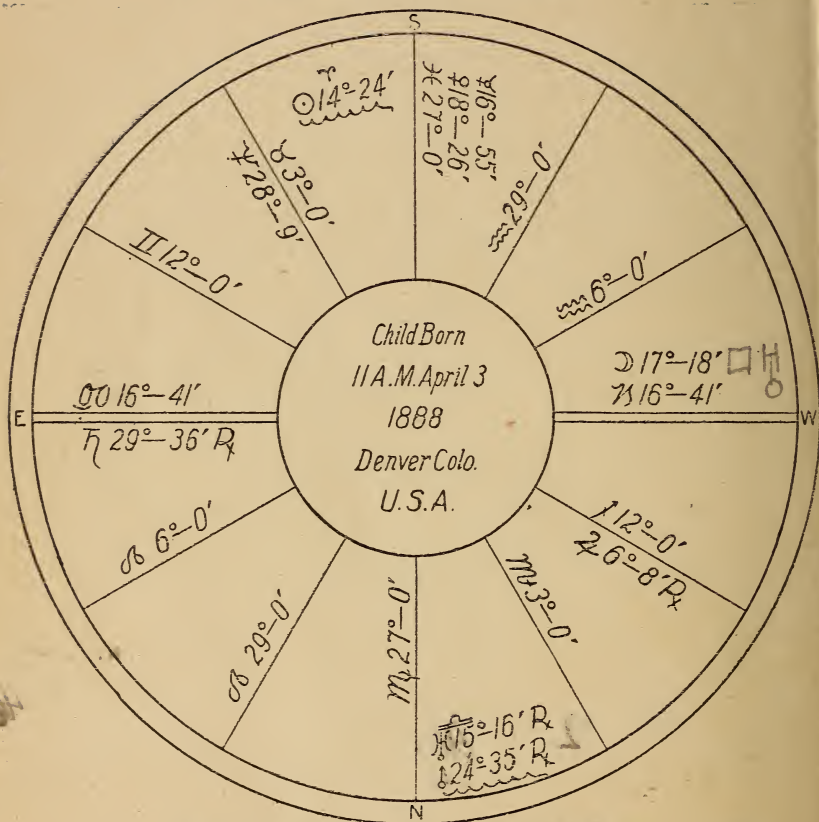 S
♈
☉14°–24'
☿16°–55'
♀18°–26'
♓27°–0'
♒29°–0'
♒6°–0'
☽17°–18' □ ♅
♑16°–41'
W
♐12°–0'
♃6°–8' ℞
♏3°–0'
♎
♅15°–16' ℞
♂24°–35' ℞
N
♍27°–0'
♌29°–0'
♌6°–0'
♄29°–36' ℞
E
♋16°–41'
♊12°–0'
♉3°–0'
♆28°–9'
Child Born
11 A.M. April 3
1888
Denver Colo.
U.S.A.